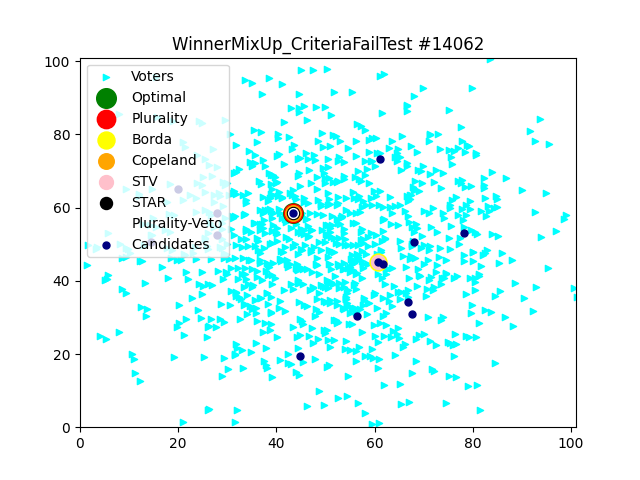 WinnerMixUp_CriteriaFailTest #14062
100
80
60
40
20
0
Voters
Optimal
Plurality
Borda
Copeland
STV
STAR
Plurality-Veto
Candidates
0 20 40 60 80 100